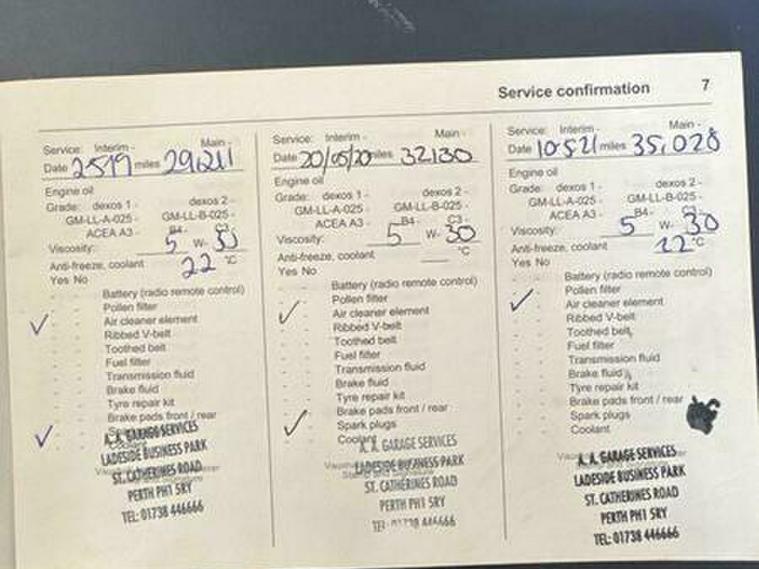 Service confirmation 7
Service: Interim - Main -
Date 2 5 19 miles 29,211
Engine oil
Grade: dexos 1 - dexos 2 -
GM-LL-A-025 - GM-LL-B-025 -
ACEA A3 - B4- C3 -
Viscosity: 5 W- 30
Anti-freeze, coolant 22 °C
Yes No
Battery (radio remote control)
Pollen filter
Air cleaner element
Ribbed V-belt
Toothed belt
Fuel filter
Transmission fluid
Brake fluid
Tyre repair kit
Brake pads front / rear
A.A. GARAGE SERVICES
LADESIDE BUSINESS PARK
ST. CATHERINES ROAD
PERTH PH1 5RY
TEL: 01738 446666
Service: Interim - Main -
Date 20/05/20 miles 32130
Engine oil
Grade: dexos 1 - dexos 2 -
GM-LL-A-025 - GM-LL-B-025 -
ACEA A3 - B4- C3 -
Viscosity: 5 W- 30
Anti-freeze, coolant °C
Yes No
Battery (radio remote control)
Pollen filter
Air cleaner element
Ribbed V-belt
Toothed belt
Fuel filter
Transmission fluid
Brake fluid
Tyre repair kit
Brake pads front / rear
Spark plugs
Coolant
A.A. GARAGE SERVICES
LADESIDE BUSINESS PARK
ST. CATHERINES ROAD
PERTH PH1 5RY
TEL: 01738 446666
Service: Interim - Main -
Date 10 5 21 miles 35,028
Engine oil
Grade: dexos 1 - dexos 2 -
GM-LL-A-025 - GM-LL-B-025 -
ACEA A3 - B4- C3 -
Viscosity: 5 W- 30
Anti-freeze, coolant 22 °C
Yes No
Battery (radio remote control)
Pollen filter
Air cleaner element
Ribbed V-belt
Toothed belt
Fuel filter
Transmission fluid
Brake fluid
Tyre repair kit
Brake pads front / rear
Spark plugs
Coolant
A.A. GARAGE SERVICES
LADESIDE BUSINESS PARK
ST. CATHERINES ROAD
PERTH PH1 5RY
TEL: 01738 446666